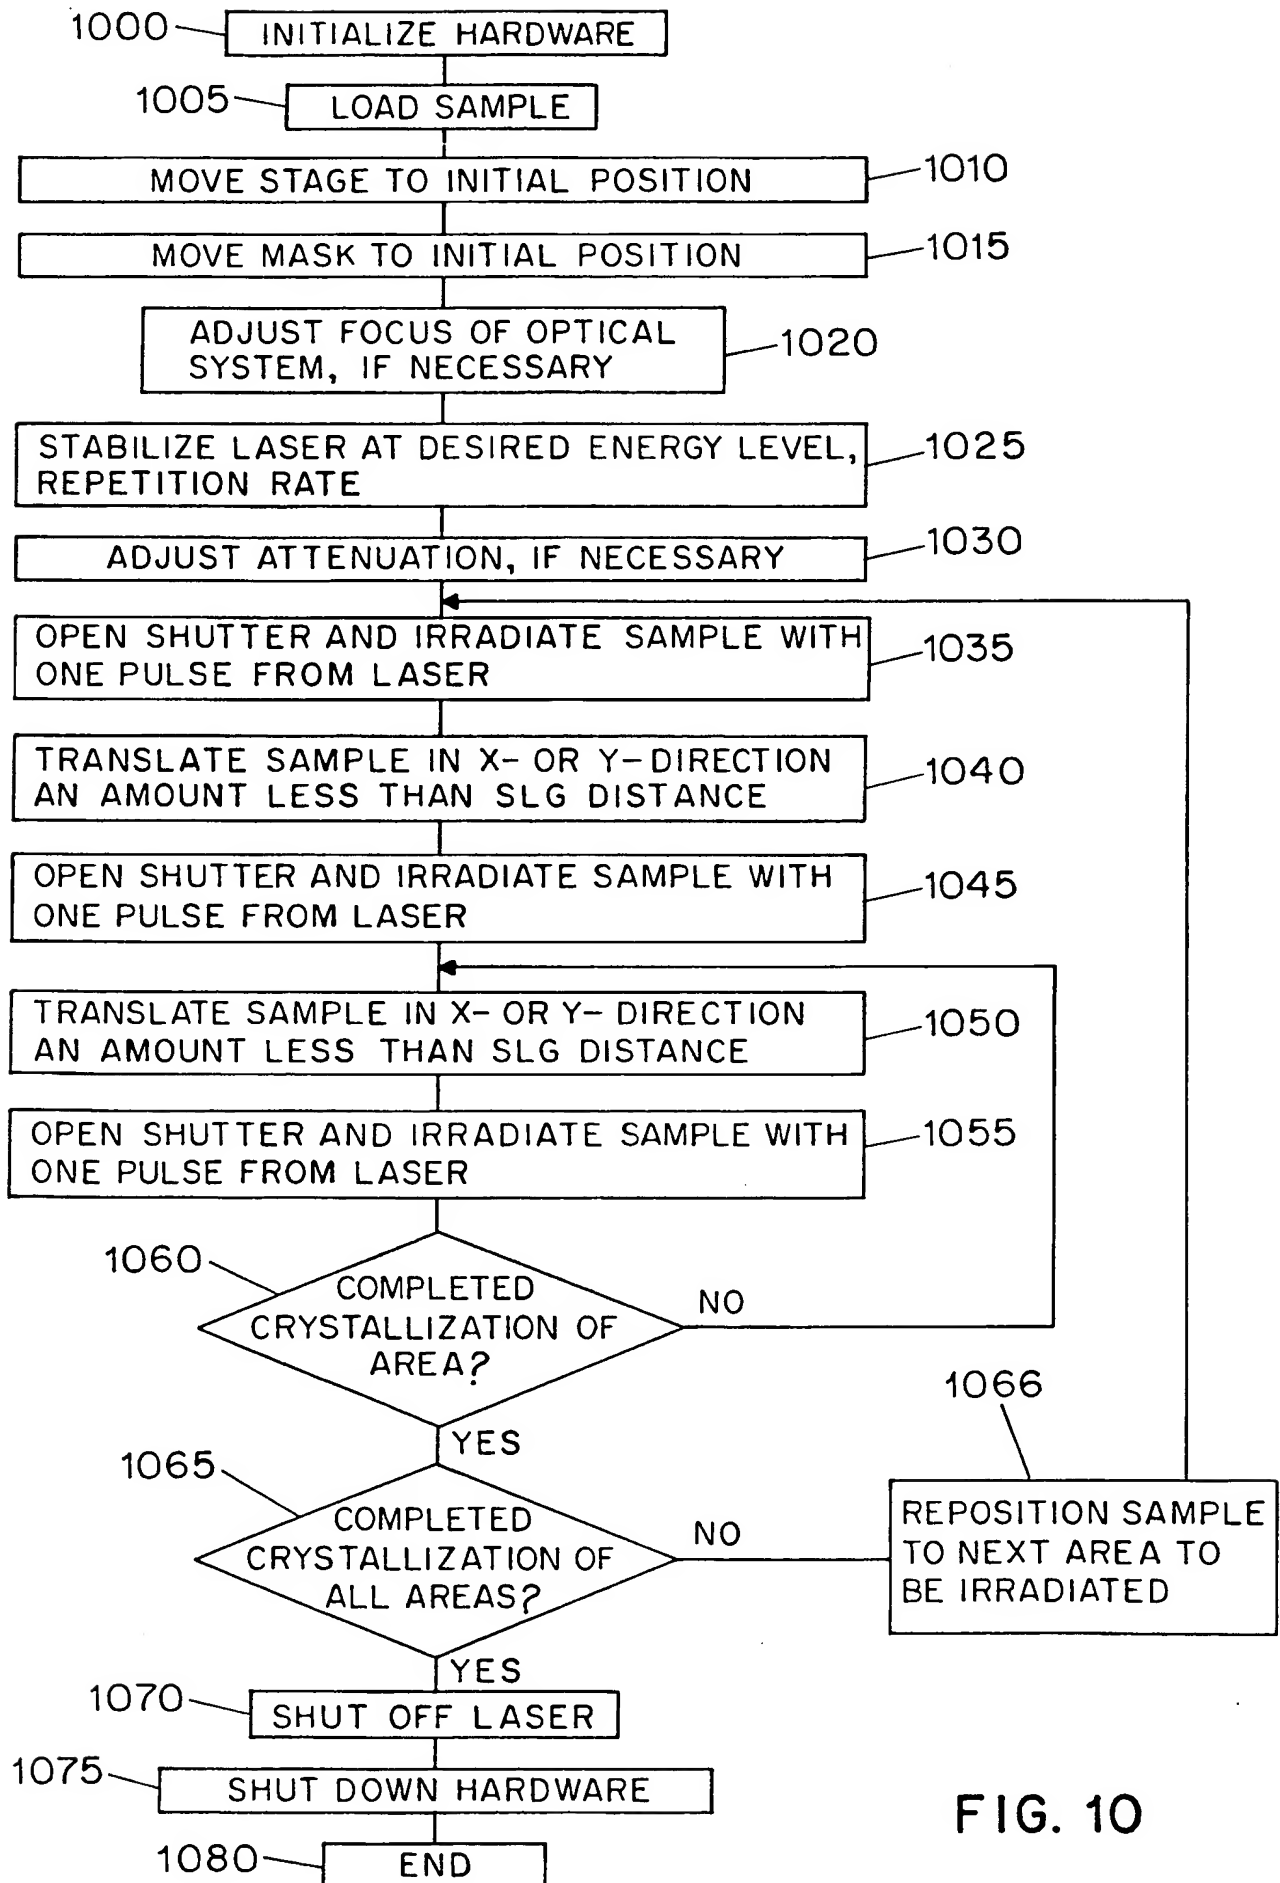 1000
INITIALIZE HARDWARE
1005
LOAD SAMPLE
MOVE STAGE TO INITIAL POSITION
1010
MOVE MASK TO INITIAL POSITION
1015
ADJUST FOCUS OF OPTICAL
SYSTEM, IF NECESSARY
1020
STABILIZE LASER AT DESIRED ENERGY LEVEL,
REPETITION RATE
1025
ADJUST ATTENUATION, IF NECESSARY
1030
OPEN SHUTTER AND IRRADIATE SAMPLE WITH
ONE PULSE FROM LASER
1035
TRANSLATE SAMPLE IN X- OR Y-DIRECTION
AN AMOUNT LESS THAN SLG DISTANCE
1040
OPEN SHUTTER AND IRRADIATE SAMPLE WITH
ONE PULSE FROM LASER
1045
TRANSLATE SAMPLE IN X- OR Y- DIRECTION
AN AMOUNT LESS THAN SLG DISTANCE
1050
OPEN SHUTTER AND IRRADIATE SAMPLE WITH
ONE PULSE FROM LASER
1055
1060
COMPLETED
CRYSTALLIZATION OF
AREA?
NO
YES
1065
COMPLETED
CRYSTALLIZATION OF
ALL AREAS?
NO
1066
REPOSITION SAMPLE
TO NEXT AREA TO
BE IRRADIATED
YES
1070
SHUT OFF LASER
1075
SHUT DOWN HARDWARE
1080
END
FIG. 10